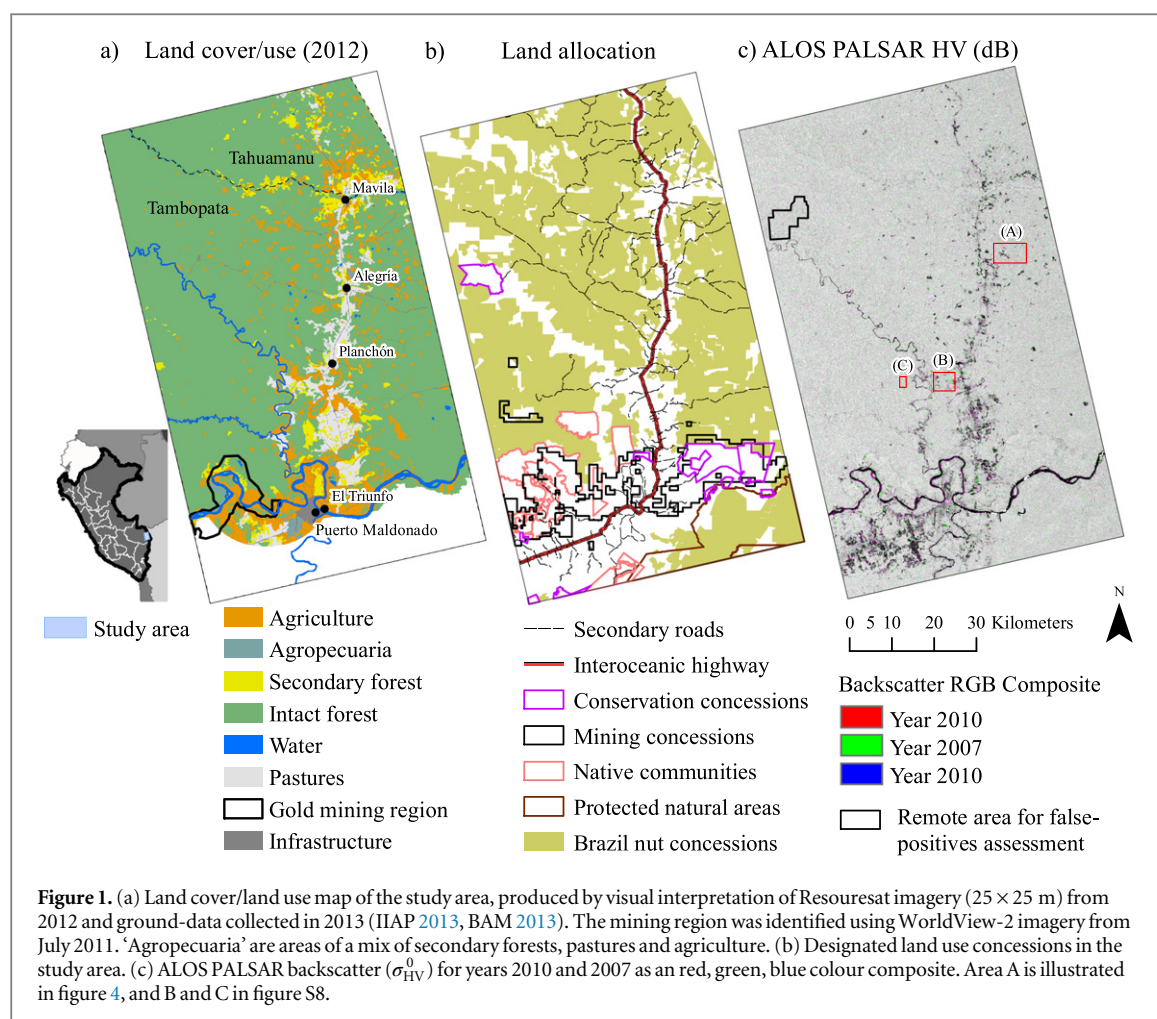 a) Land cover/use (2012)
b) Land allocation
c) ALOS PALSAR HV (dB)
Tahuamanu
Mavila
Tambopata
Alegría
Planchón
El Triunfo
Puerto Maldonado
(A)
(B)
(C)
Study area
Agriculture
Agropecuaria
Secondary forest
Intact forest
Water
Pastures
Gold mining region
Infrastructure
Secondary roads
Interoceanic highway
Conservation concessions
Mining concessions
Native communities
Protected natural areas
Brazil nut concessions
N
0 5 10 20 30 Kilometers
Backscatter RGB Composite
Year 2010
Year 2007
Year 2010
Remote area for false-
positives assessment
Figure 1. (a) Land cover/land use map of the study area, produced by visual interpretation of Resouresat imagery (25 × 25 m) from
2012 and ground-data collected in 2013 (IIAP 2013, BAM 2013). The mining region was identified using WorldView-2 imagery from
July 2011. ‘Agropecuaria’ are areas of a mix of secondary forests, pastures and agriculture. (b) Designated land use concessions in the
study area. (c) ALOS PALSAR backscatter (σ⁰HV) for years 2010 and 2007 as an red, green, blue colour composite. Area A is illustrated
in figure 4, and B and C in figure S8.